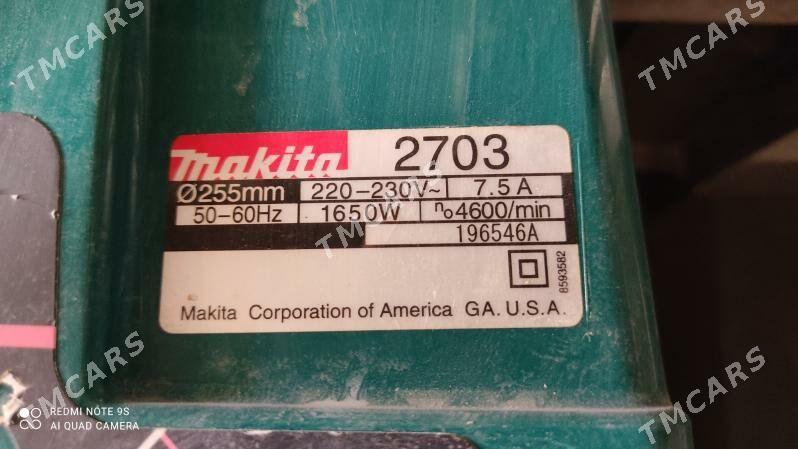 TMCARS TMCARS TMCARS
makita 2703
Ø255mm 220-230V~ 7.5A
50-60Hz 1650W n₀4600/min
196546A
8593582
Makita Corporation of America GA. U.S.A.
TMCARS TMCARS TMCARS
REDMI NOTE 9S
AI QUAD CAMERA